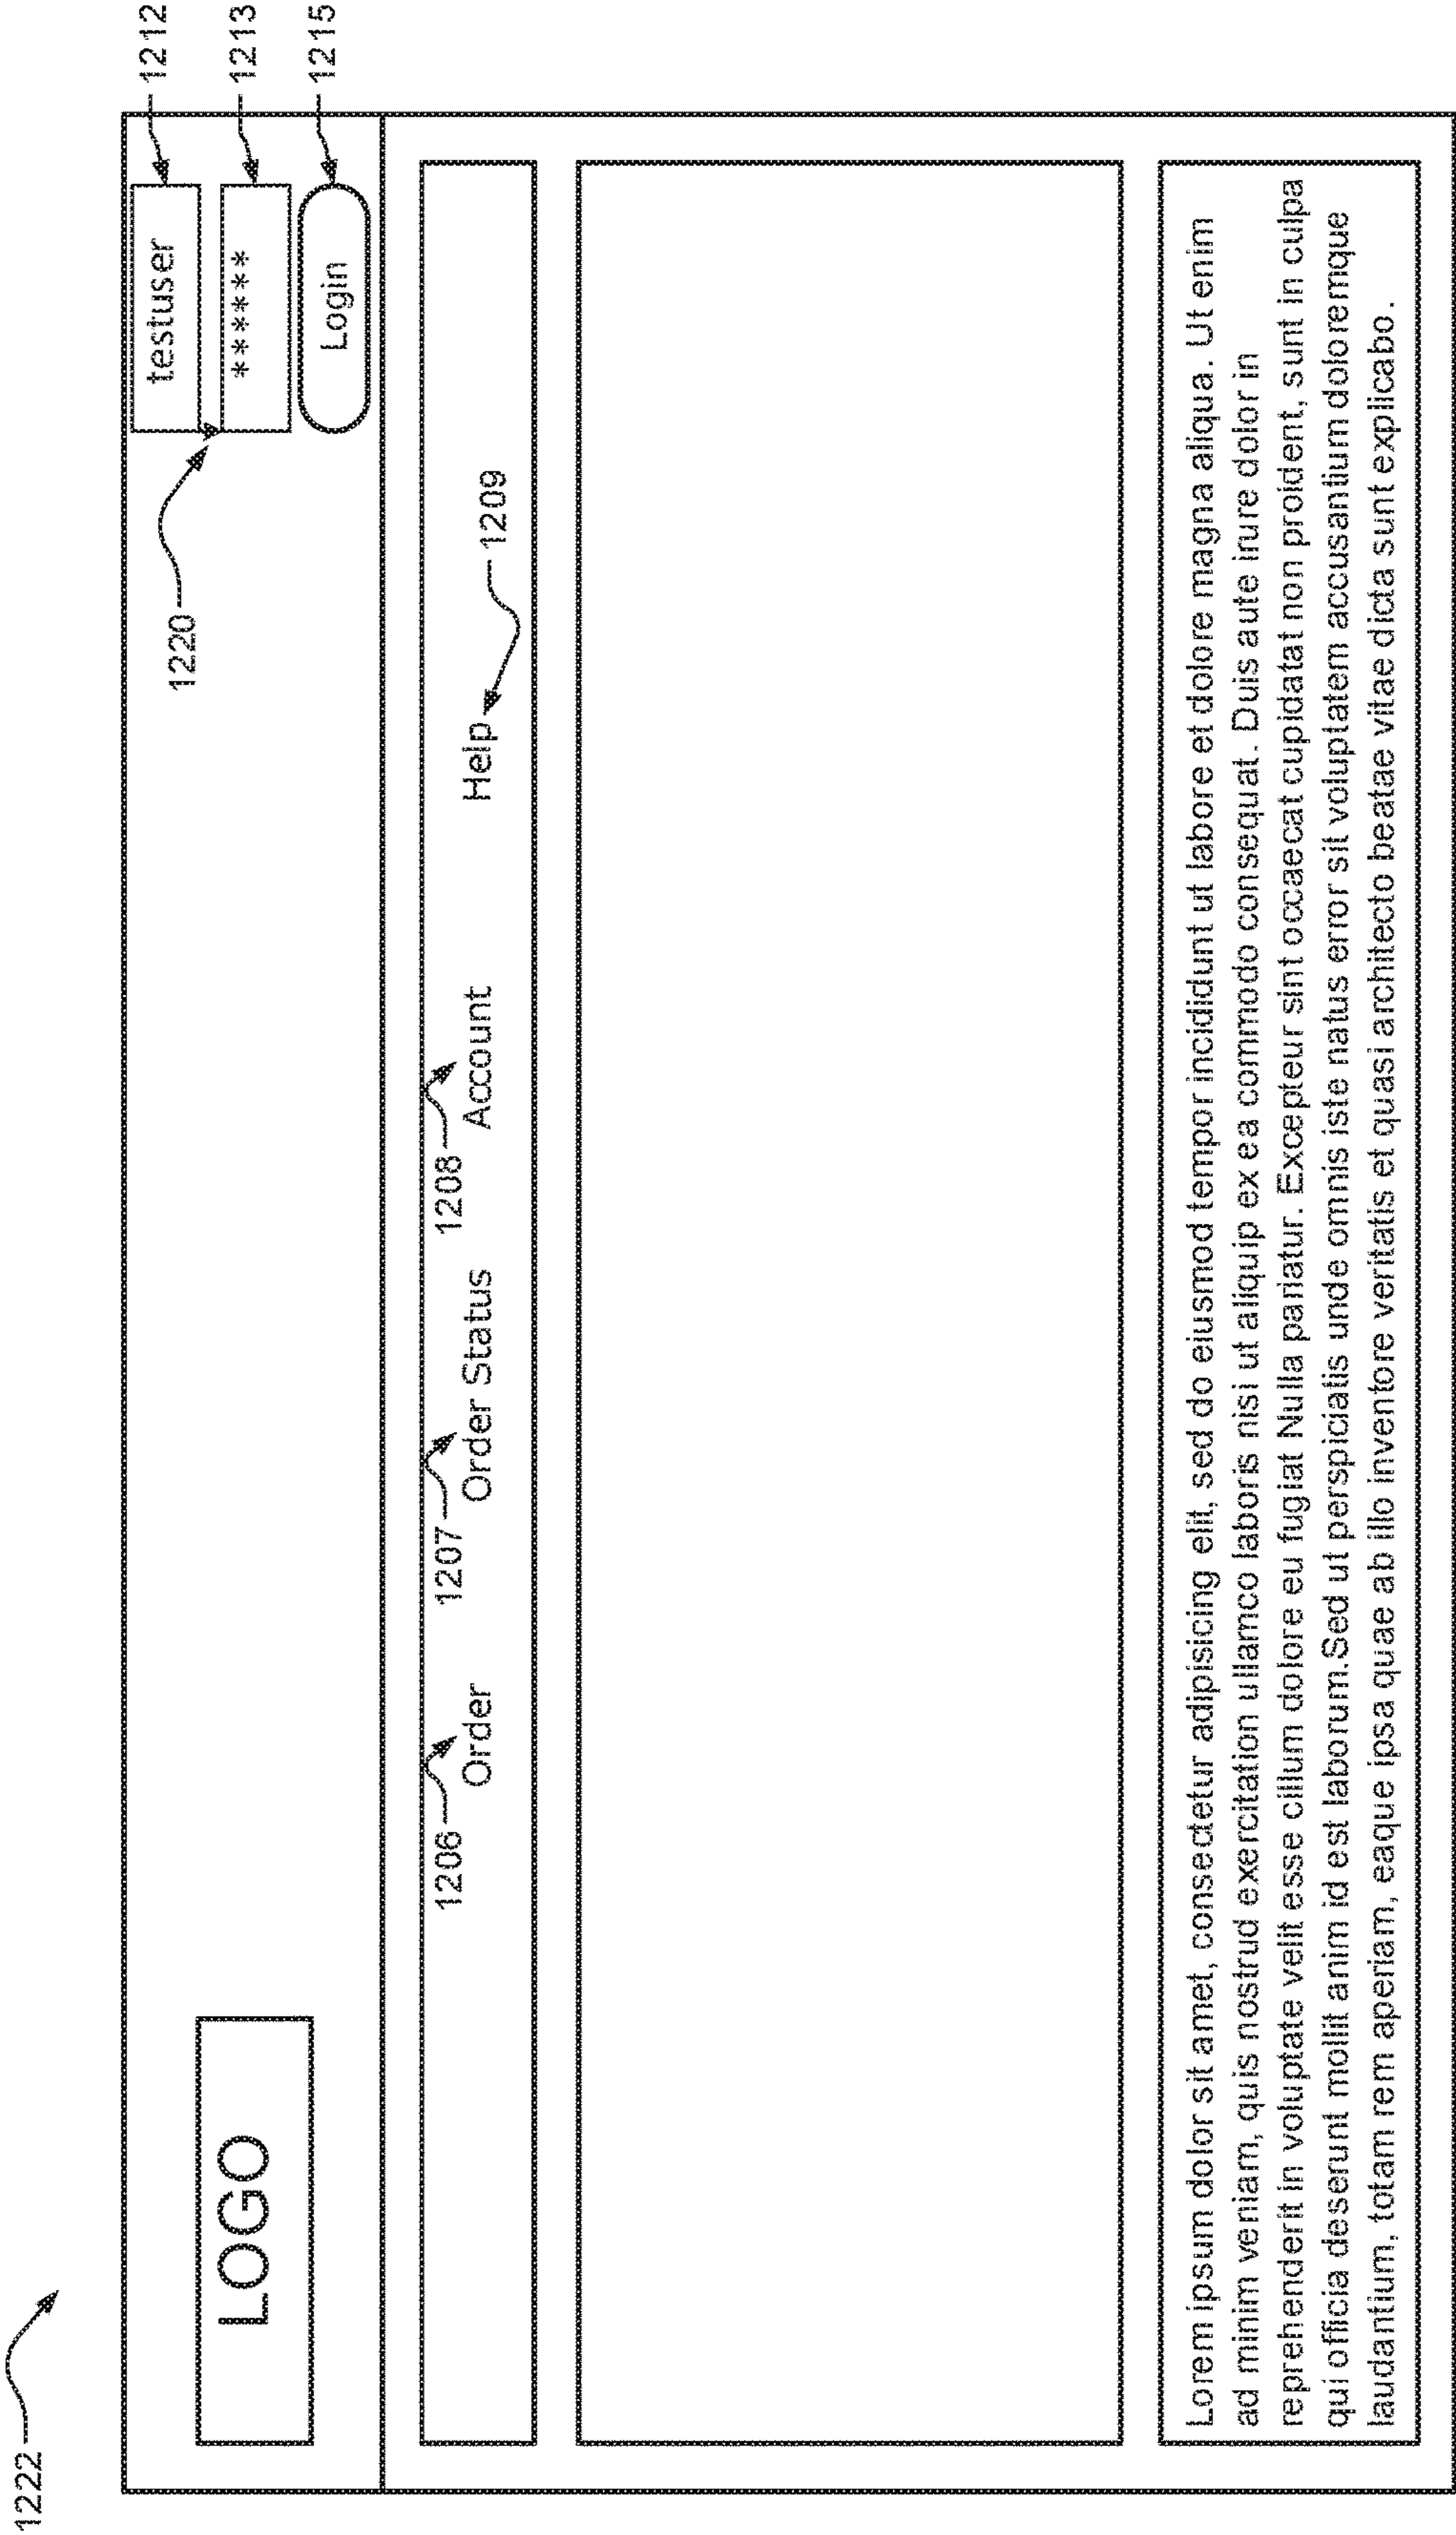 1222
LOGO
testuser
1212
1220
******
1213
Login
1215
1206
Order
1207
Order Status
1208
Account
Help
1209
Lorem ipsum dolor sit amet, consectetur adipisicing elit, sed do eiusmod tempor incididunt ut labore et dolore magna aliqua. Ut enim
ad minim veniam, quis nostrud exercitation ullamco laboris nisi ut aliquip ex ea commodo consequat. Duis aute irure dolor in
reprehenderit in voluptate velit esse cillum dolore eu fugiat Nulla pariatur. Excepteur sint occaecat cupidatat non proident, sunt in culpa
qui officia deserunt mollit anim id est laborum.Sed ut perspiciatis unde omnis iste natus error sit voluptatem accusantium doloremque
laudantium, totam rem aperiam, eaque ipsa quae ab illo inventore veritatis et quasi architecto beatae vitae dicta sunt explicabo.